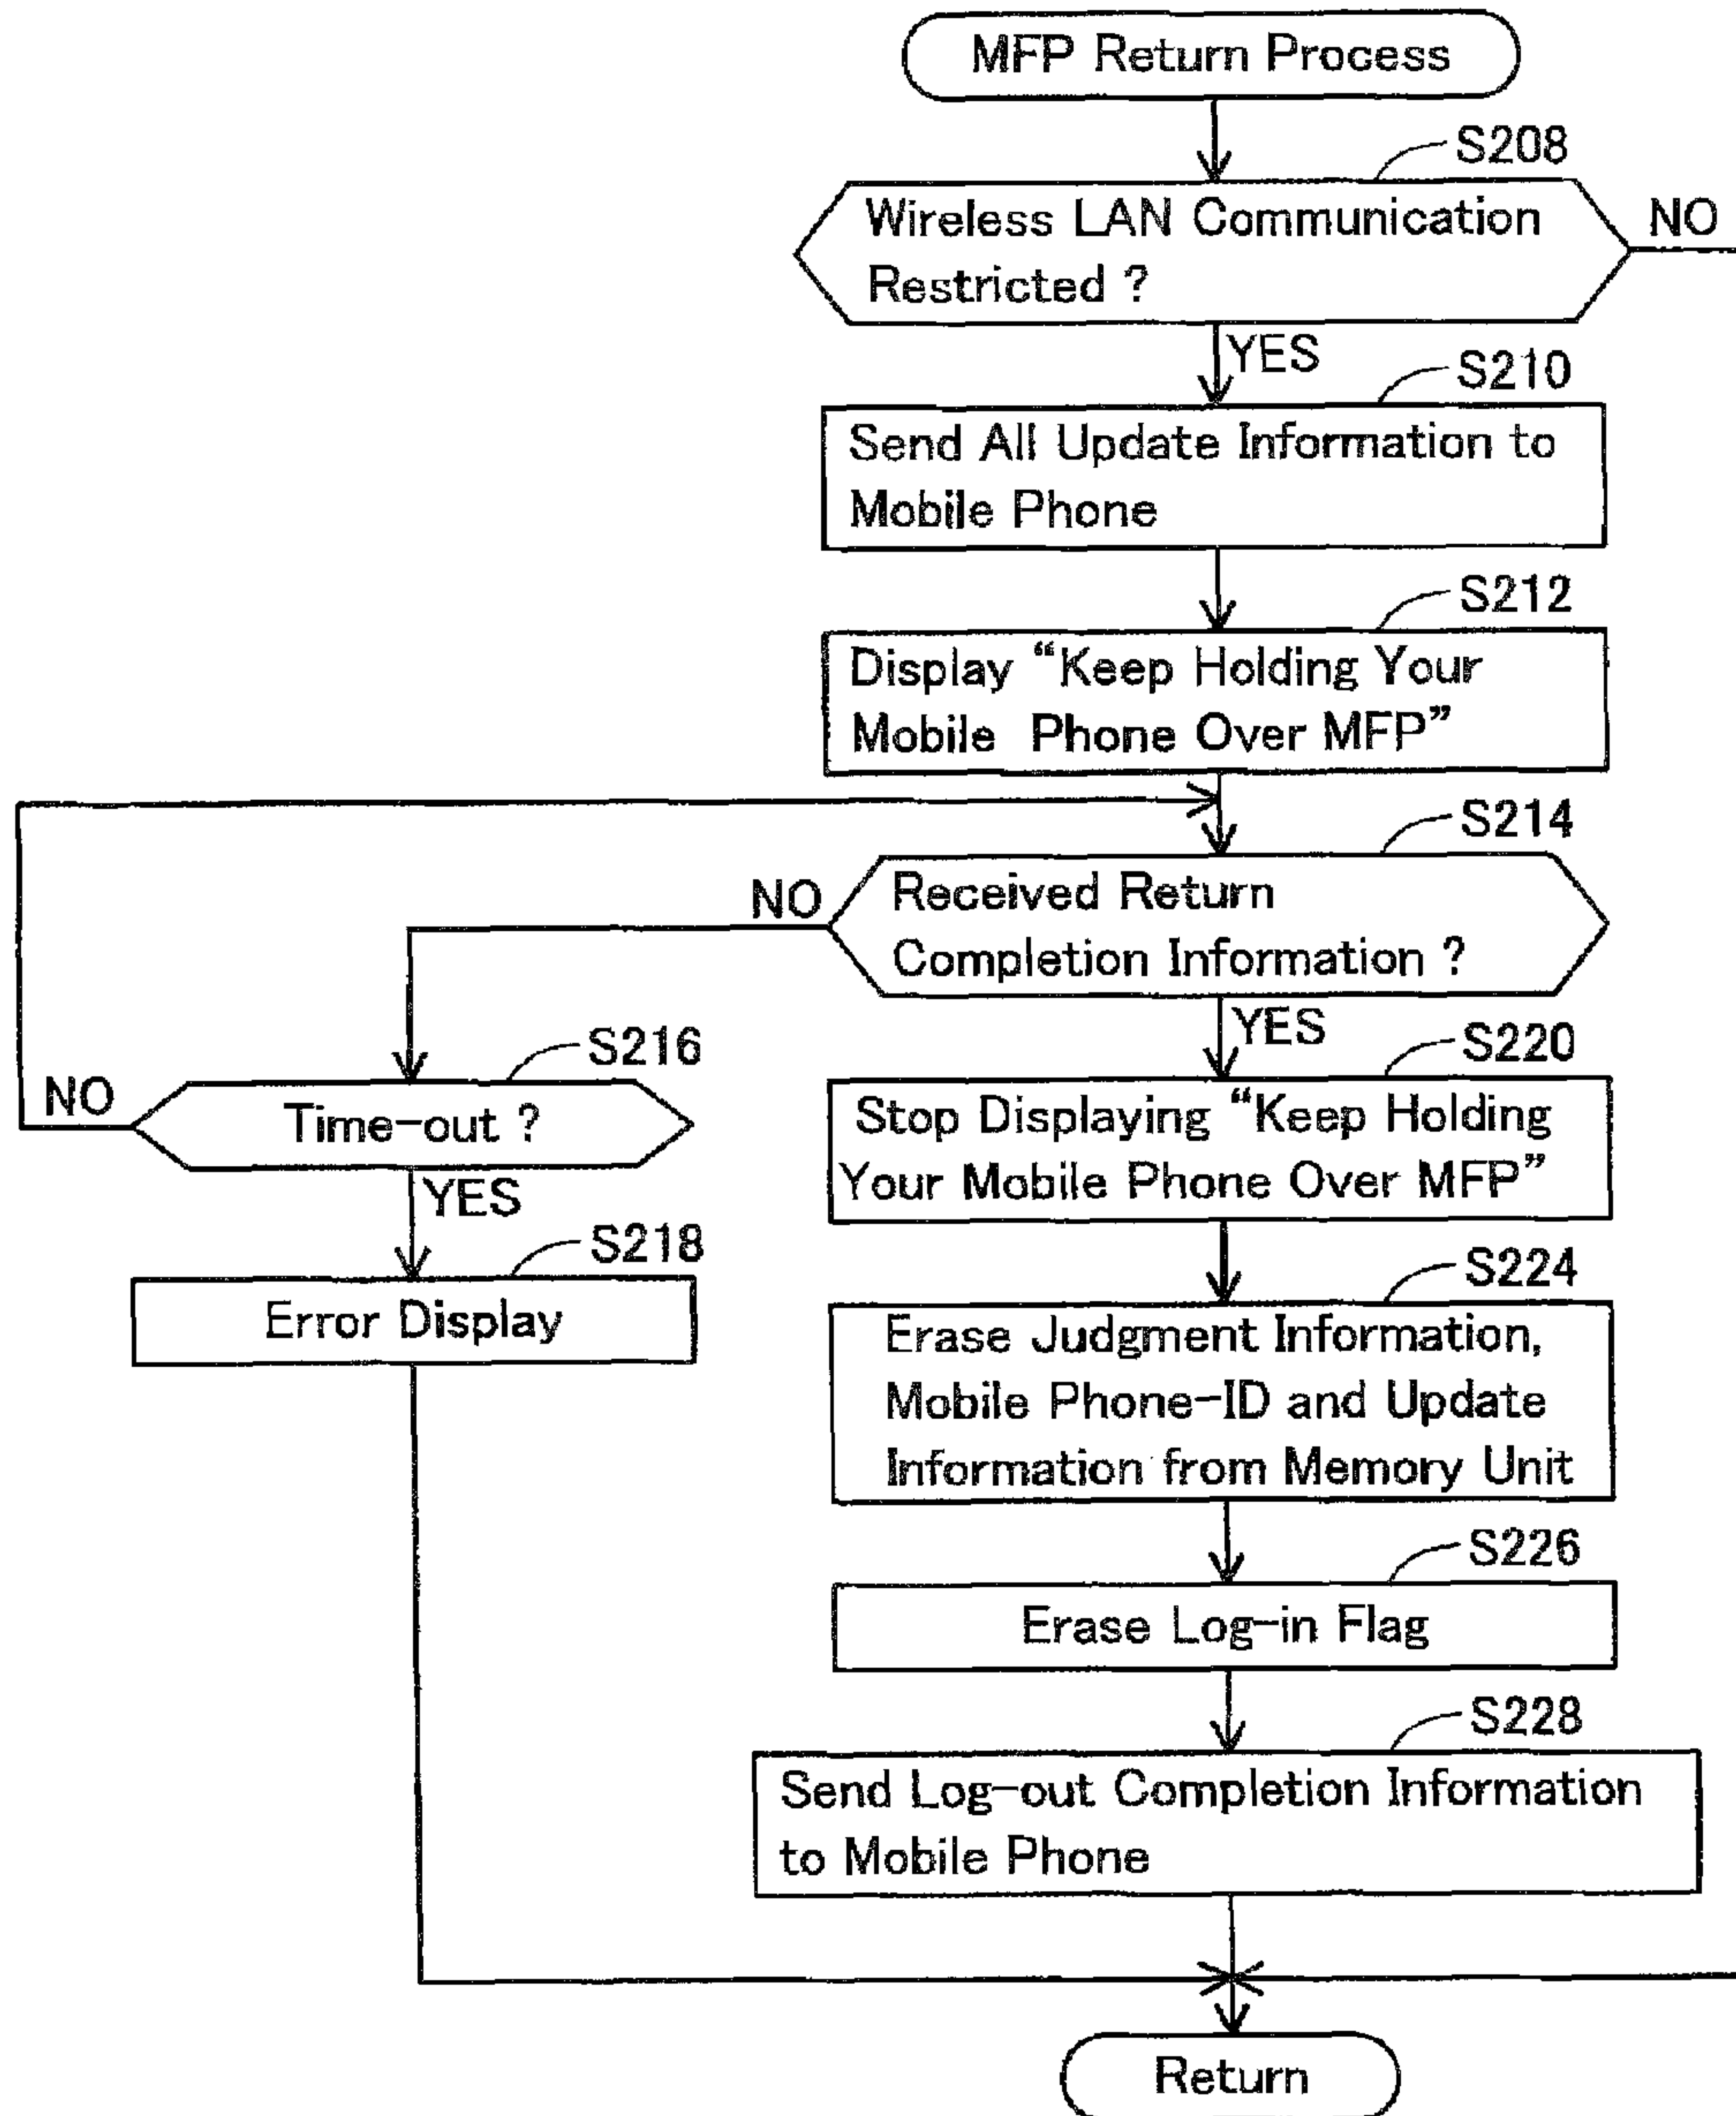 MFP Return Process
S208
Wireless LAN Communication
Restricted ?
NO
YES
S210
Send All Update Information to
Mobile Phone
S212
Display “Keep Holding Your
Mobile Phone Over MFP”
S214
Received Return
Completion Information ?
NO
YES
S216
Time-out ?
NO
YES
S218
Error Display
S220
Stop Displaying “Keep Holding
Your Mobile Phone Over MFP”
S224
Erase Judgment Information,
Mobile Phone-ID and Update
Information from Memory Unit
S226
Erase Log-in Flag
S228
Send Log-out Completion Information
to Mobile Phone
Return